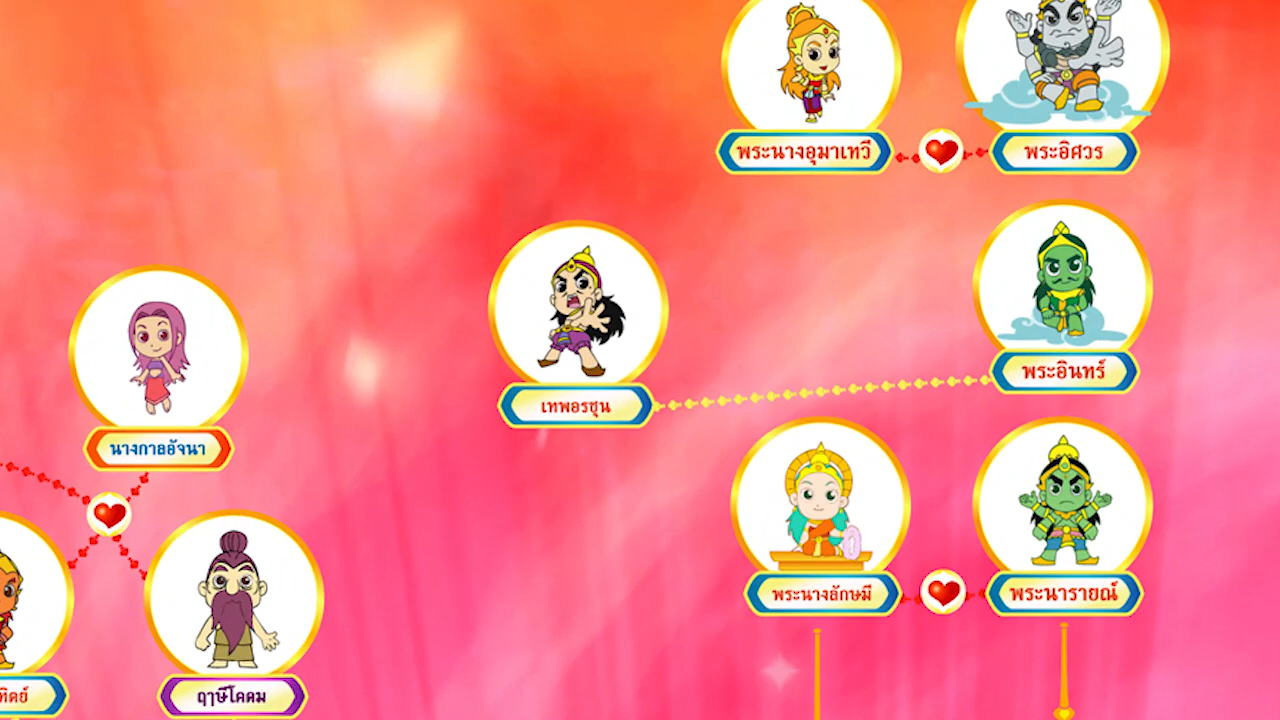 พระนางอุมาเทวี
พระอิศวร
พระอินทร์
เทพอรชุน
นางกาลอัจนา
พระนางลักษมี
พระนารายณ์
ฤๅษีโคดม